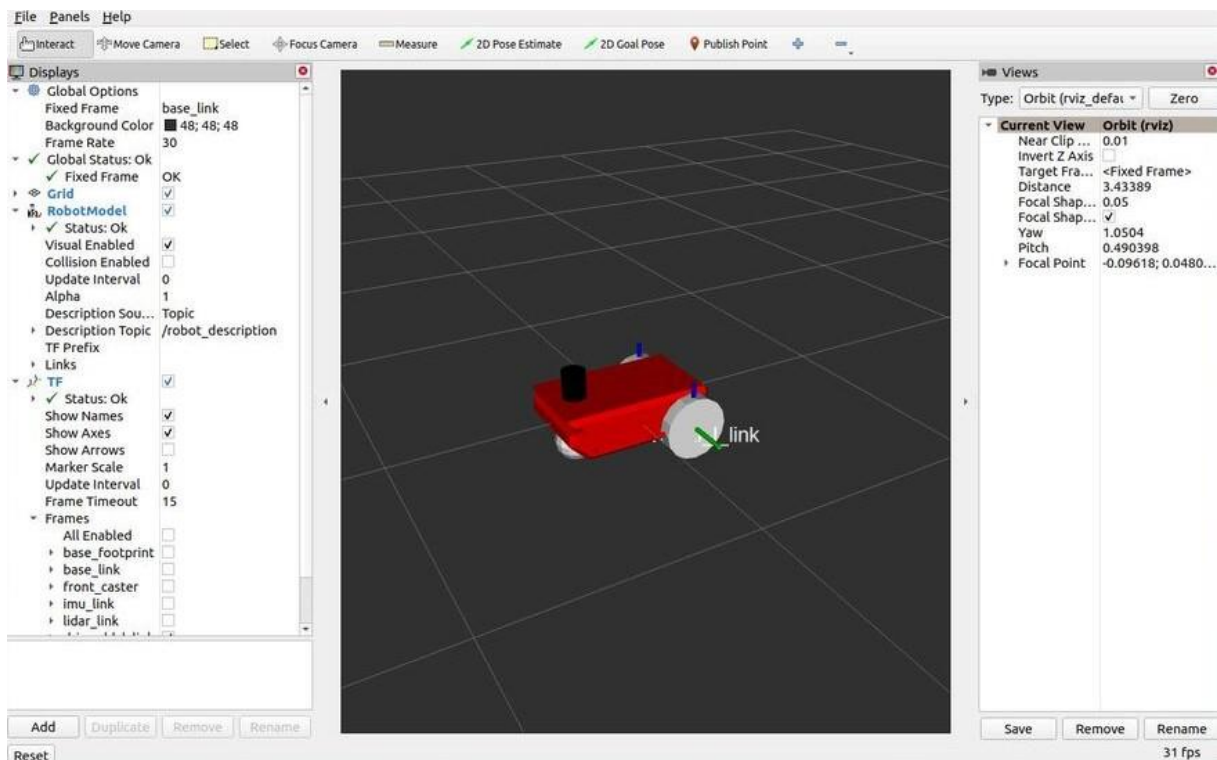 File Panels Help
Interact Move Camera Select Focus Camera Measure 2D Pose Estimate 2D Goal Pose Publish Point
Displays
Global Options
Fixed Frame base_link
Background Color 48; 48; 48
Frame Rate 30
Global Status: Ok
Fixed Frame OK
Grid
RobotModel
Status: Ok
Visual Enabled
Collision Enabled
Update Interval 0
Alpha 1
Description Sou... Topic
Description Topic /robot_description
TF Prefix
Links
TF
Status: Ok
Show Names
Show Axes
Show Arrows
Marker Scale 1
Update Interval 0
Frame Timeout 15
Frames
All Enabled
base_footprint
base_link
front_caster
imu_link
lidar_link
Add Duplicate Remove Rename
Reset
l_link
Views
Type: Orbit (rviz_defau Zero
Current View Orbit (rviz)
Near Clip ... 0.01
Invert Z Axis
Target Fra... <Fixed Frame>
Distance 3.43389
Focal Shap... 0.05
Focal Shap...
Yaw 1.0504
Pitch 0.490398
Focal Point -0.09618; 0.0480...
Save Remove Rename
31 fps